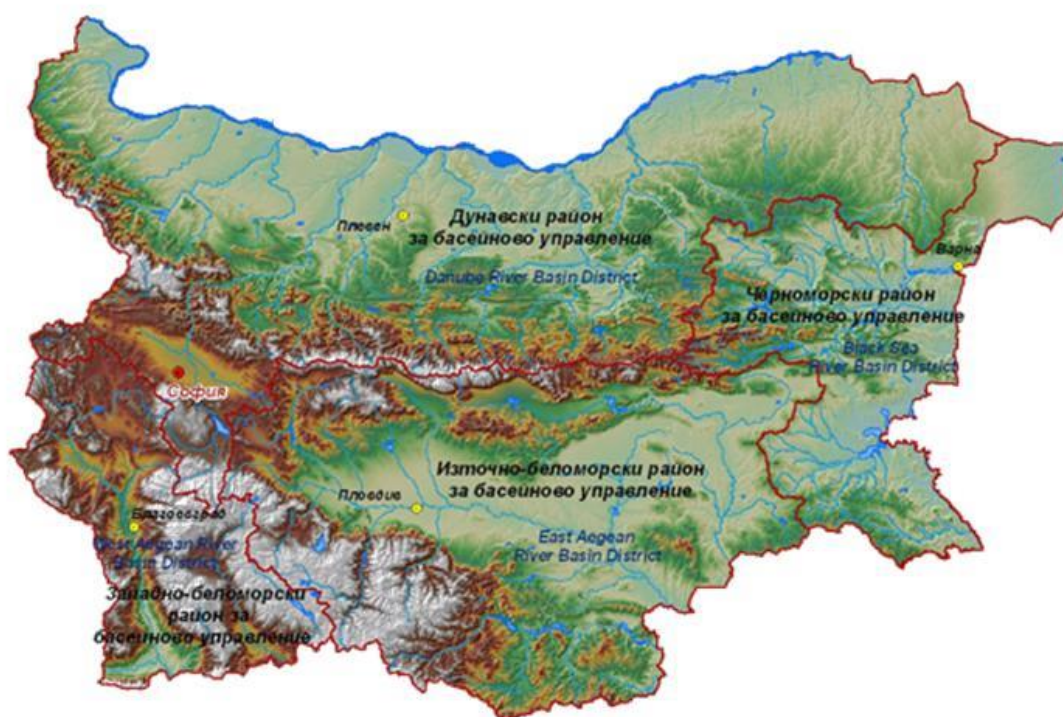 Плевен
Дунавски район
за басейново управление
Danube River Basin District
Варна
Черноморски район
за басейново управление
Black Sea
River Basin District
София
Източно-беломорски район
за басейново управление
Пловдив
East Aegean
River Basin District
Благоевград
West Aegean River
Basin District
Западно-беломорски
район за
басейново управление